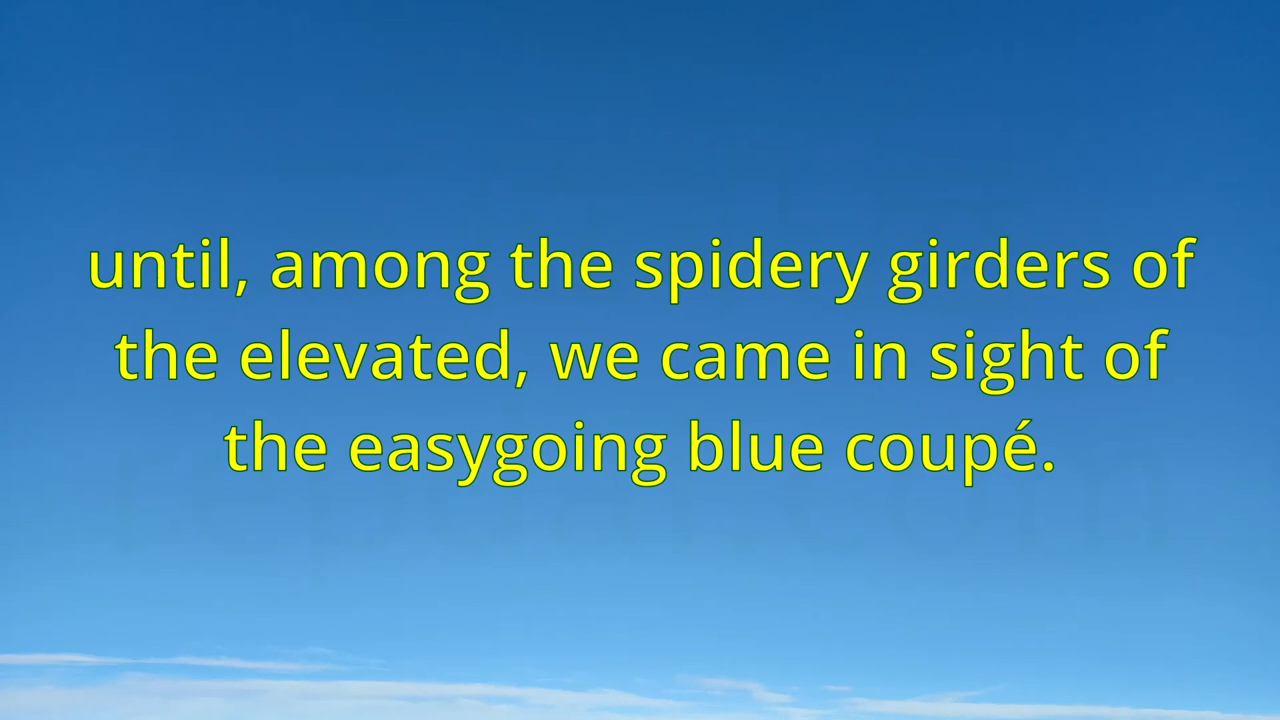 until, among the spidery girders of
the elevated, we came in sight of
the easygoing blue coupé.